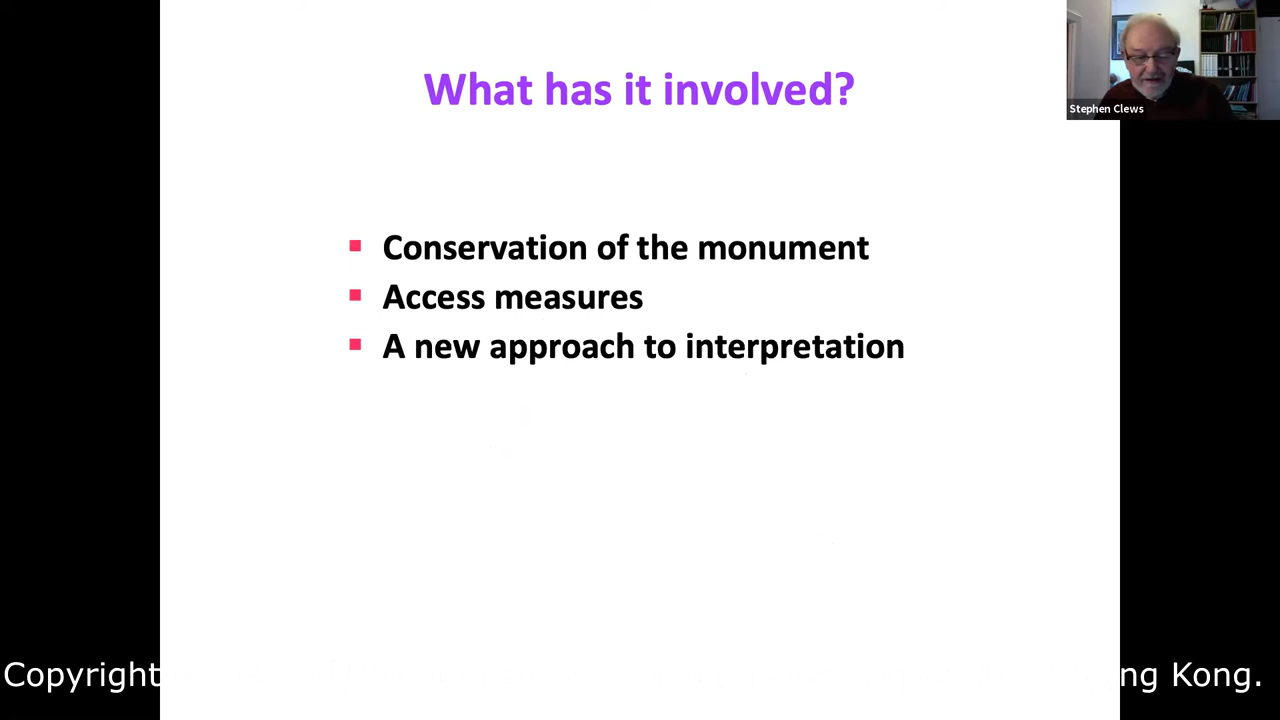 What has it involved?
Stephen Clews
Conservation of the monument
Access measures
A new approach to interpretation
Copyright ng Kong.